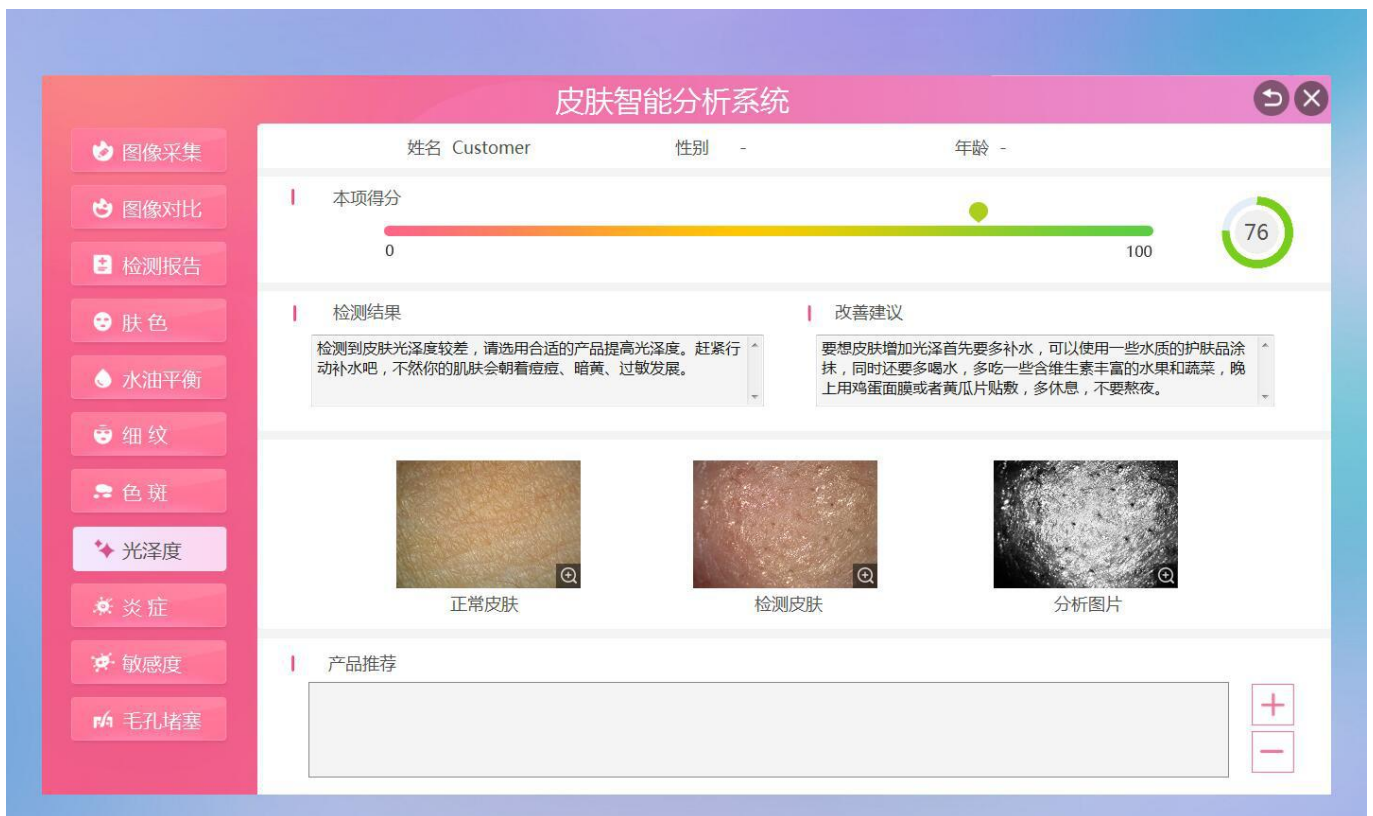 皮肤智能分析系统
图像采集
图像对比
检测报告
肤色
水油平衡
细纹
色斑
光泽度
炎症
敏感度
毛孔堵塞
姓名 Customer 性别 - 年龄 -
本项得分
0 100
76
检测结果
检测到皮肤光泽度较差，请选用合适的产品提高光泽度。赶紧行
动补水吧，不然你的肌肤会朝着痘痘、暗黄、过敏发展。
改善建议
要想皮肤增加光泽首先要多补水，可以使用一些水质的护肤品涂
抹，同时还要多喝水，多吃一些含维生素丰富的水果和蔬菜，晚
上用鸡蛋面膜或者黄瓜片贴敷，多休息，不要熬夜。
正常皮肤 检测皮肤 分析图片
产品推荐